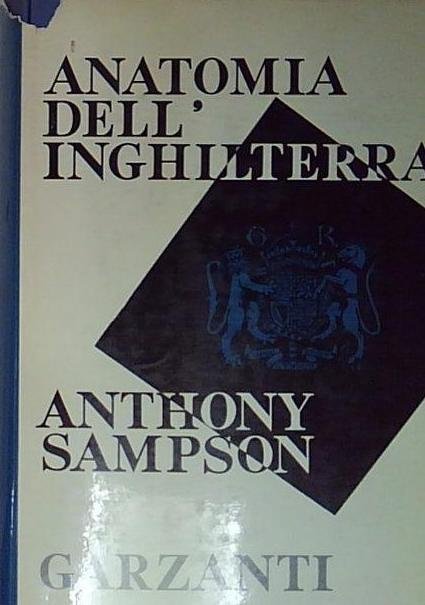 ANATOMIA
DELL'
INGHILTERRA
ANTHONY
SAMPSON
GARZANTI